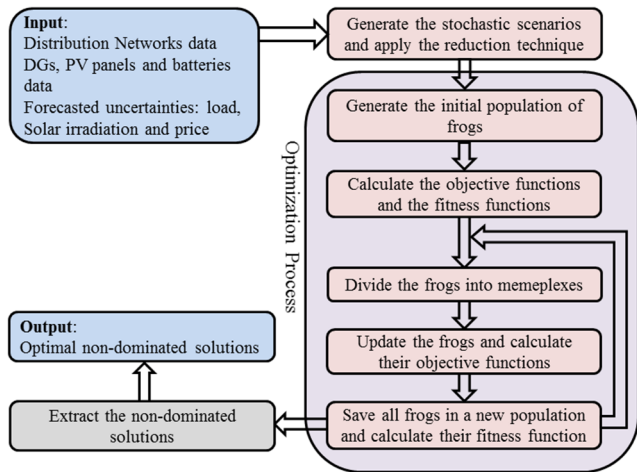 Input:
Distribution Networks data
DGs, PV panels and batteries
data
Forecasted uncertainties: load,
Solar irradiation and price
Generate the stochastic scenarios
and apply the reduction technique
Optimization Process
Generate the initial population of
frogs
Calculate the objective functions
and the fitness functions
Divide the frogs into memeplexes
Update the frogs and calculate
their objective functions
Save all frogs in a new population
and calculate their fitness function
Extract the non-dominated
solutions
Output:
Optimal non-dominated solutions